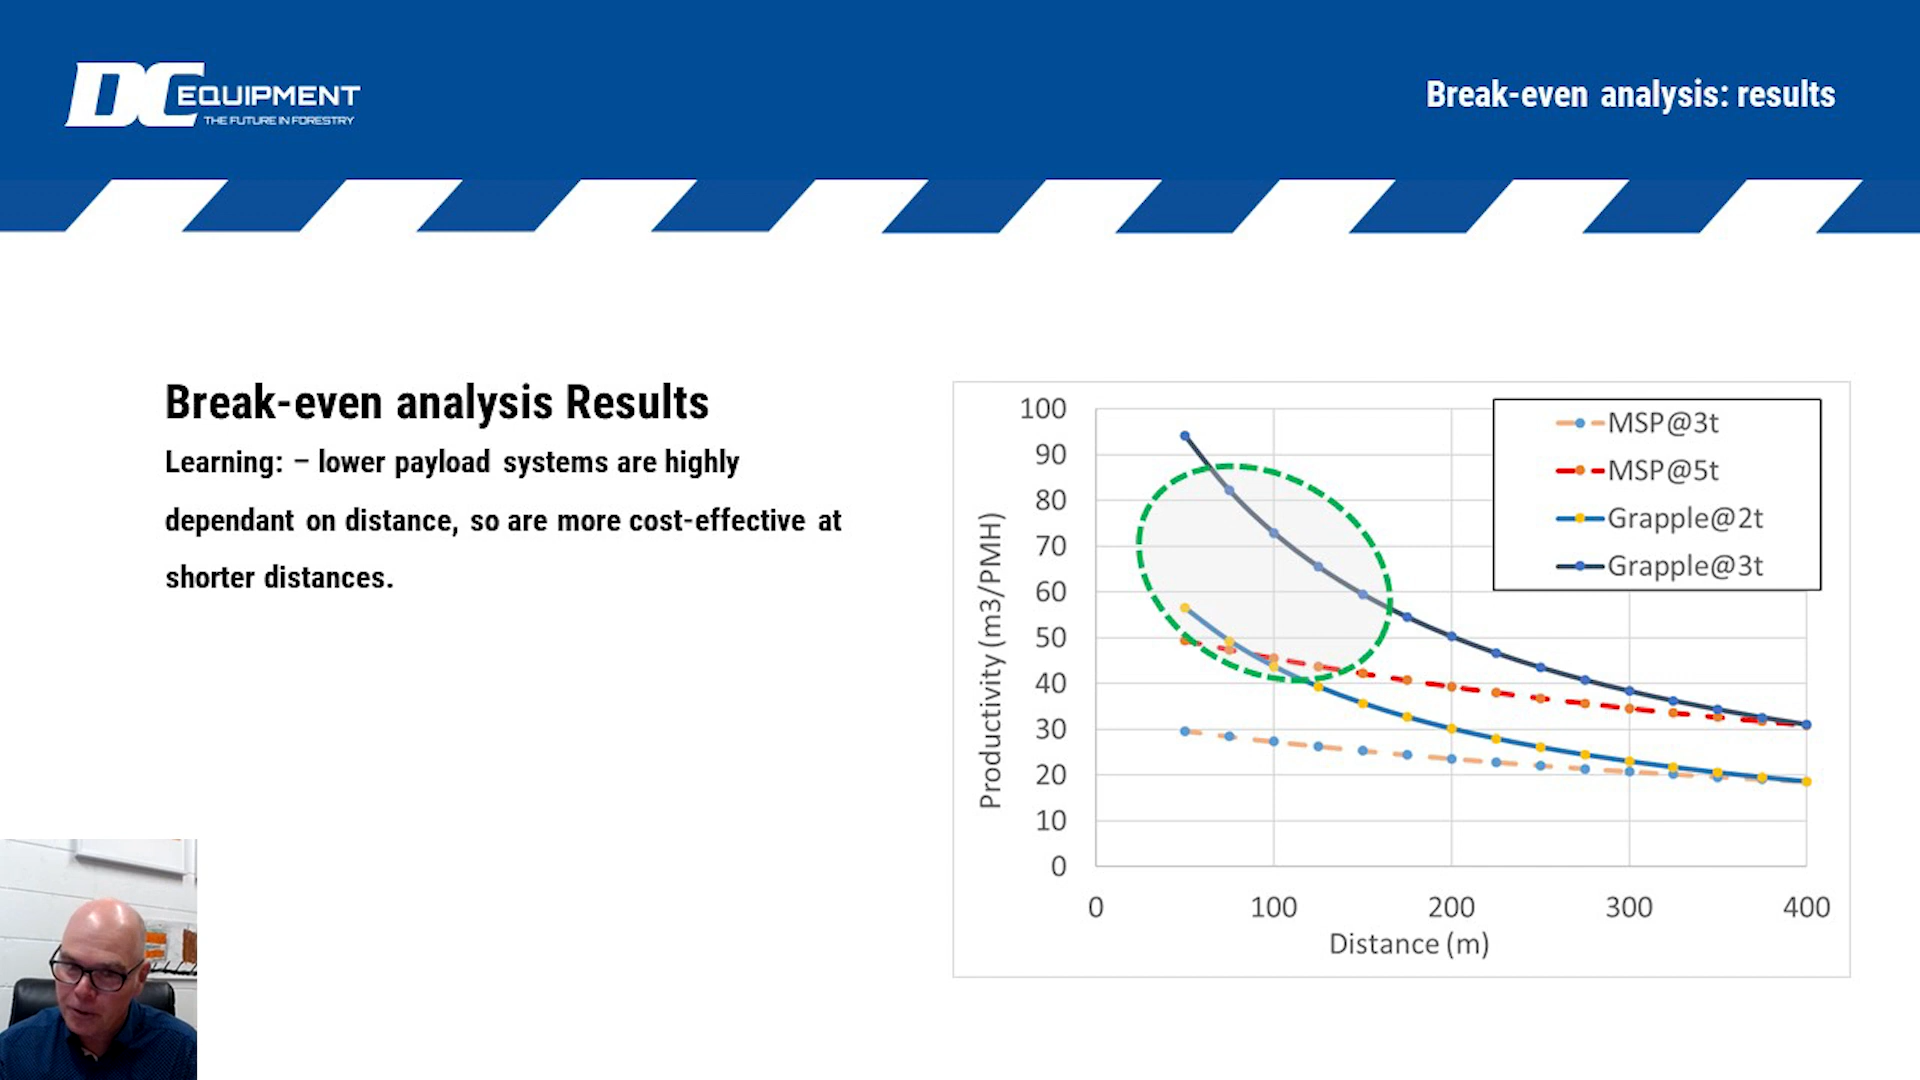 DC EQUIPMENT
THE FUTURE IN FORESTRY
Break-even analysis: results
Break-even analysis Results
Learning: – lower payload systems are highly
dependant on distance, so are more cost-effective at
shorter distances.
100
90
80
70
60
50
40
30
20
10
0
Productivity (m3/PMH)
0 100 200 300 400
Distance (m)
MSP@3t
MSP@5t
Grapple@2t
Grapple@3t